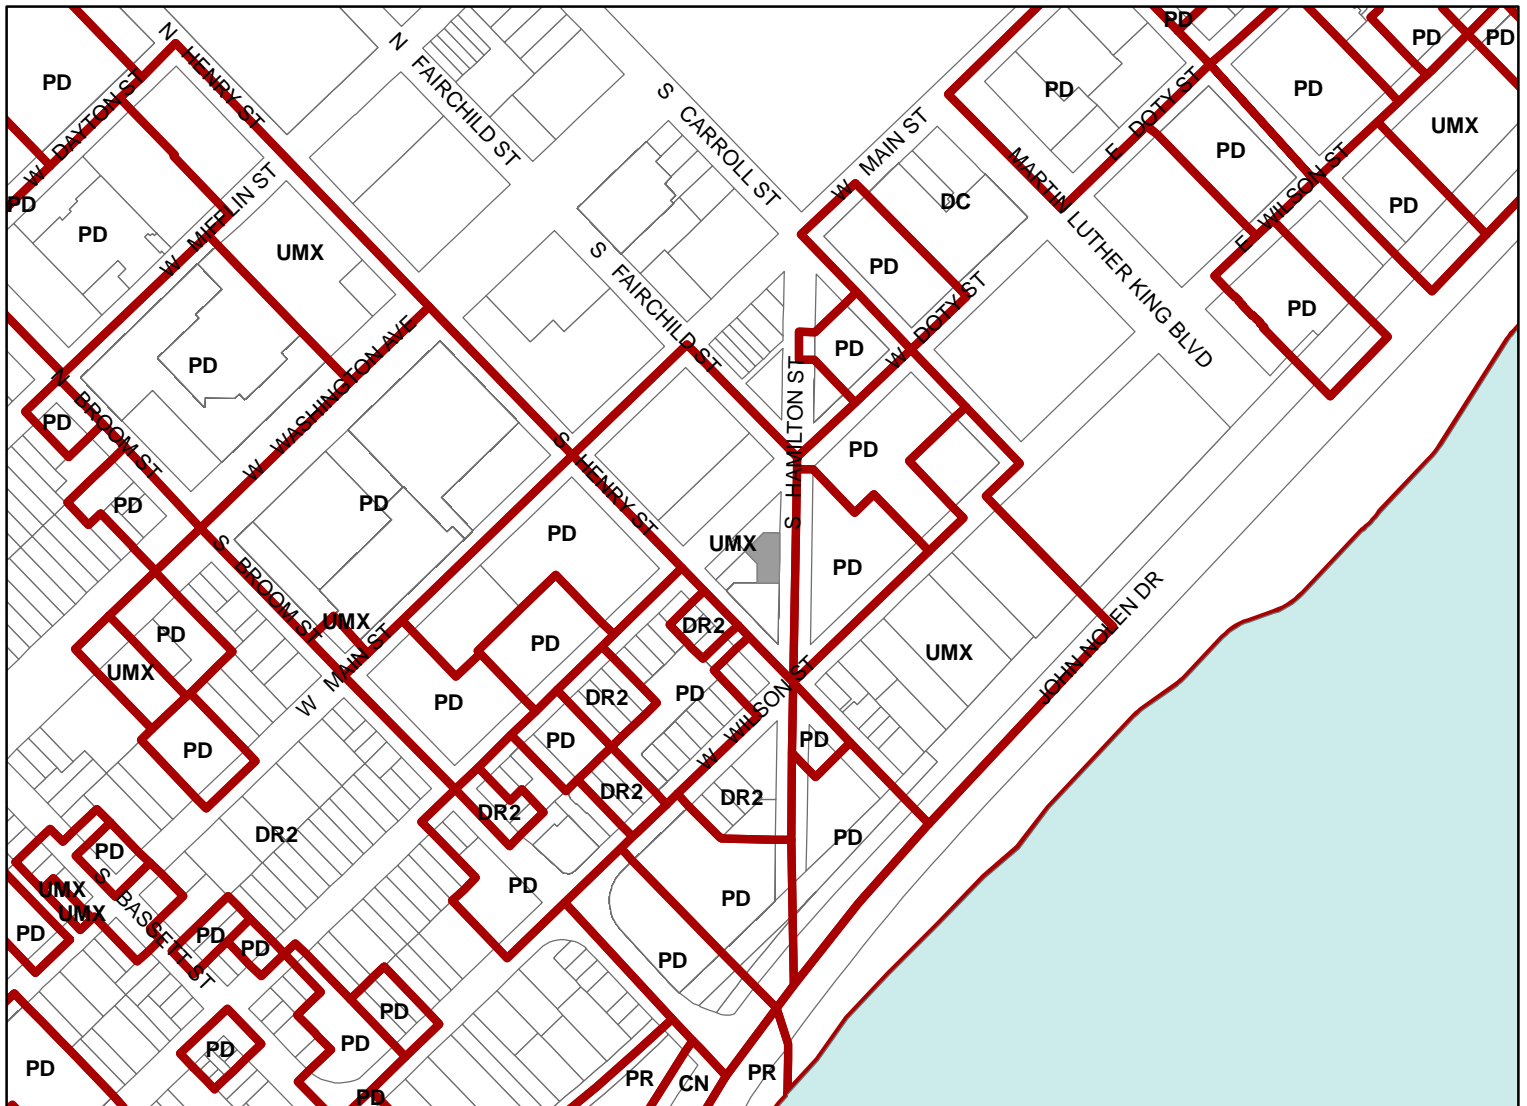 PD
N HENRY ST
N FAIRCHILD ST
S CARROLL ST
PD
PD
PD
PD
PD
PD
UMX
W DAYTON ST
W MAIN ST
E DOTY ST
PD
E WILSON ST
MARTIN LUTHER KING BLVD
PD
PD
W MIFFLIN ST
UMX
DC
PD
PD
S FAIRCHILD ST
PD
PD
W DOTY ST
W WASHINGTON AVE
PD
N BROOM ST
PD
S HAMILTON ST
PD
S HENRY ST
PD
PD
PD
UMX
PD
S BROOM ST
UMX
PD
PD
DR2
UMX
UMX
W MAIN ST
JOHN NOLEN DR
PD
DR2
PD
W WILSON ST
PD
PD
PD
DR2
DR2
DR2
DR2
PD
PD
S BASSETT ST
UMX
UMX
PD
PD
PD
PD
PD
PD
PD
PD
PD
PD
PD
PR
CN
PR
PD